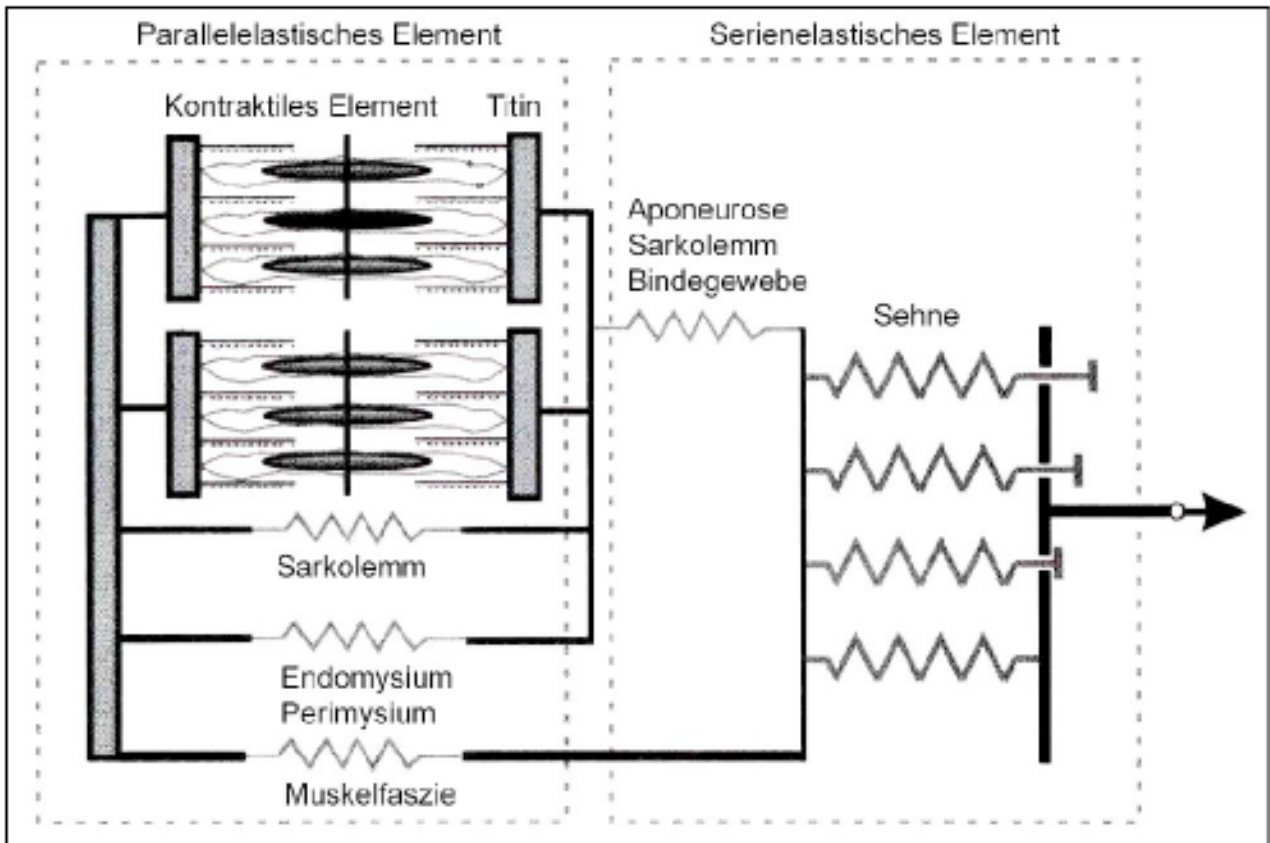 Parallelelastisches Element
Serienelastisches Element
Kontraktiles Element
Titin
Aponeurose
Sarkolemm
Bindegewebe
Sehne
Sarkolemm
Endomysium
Perimysium
Muskelfaszie